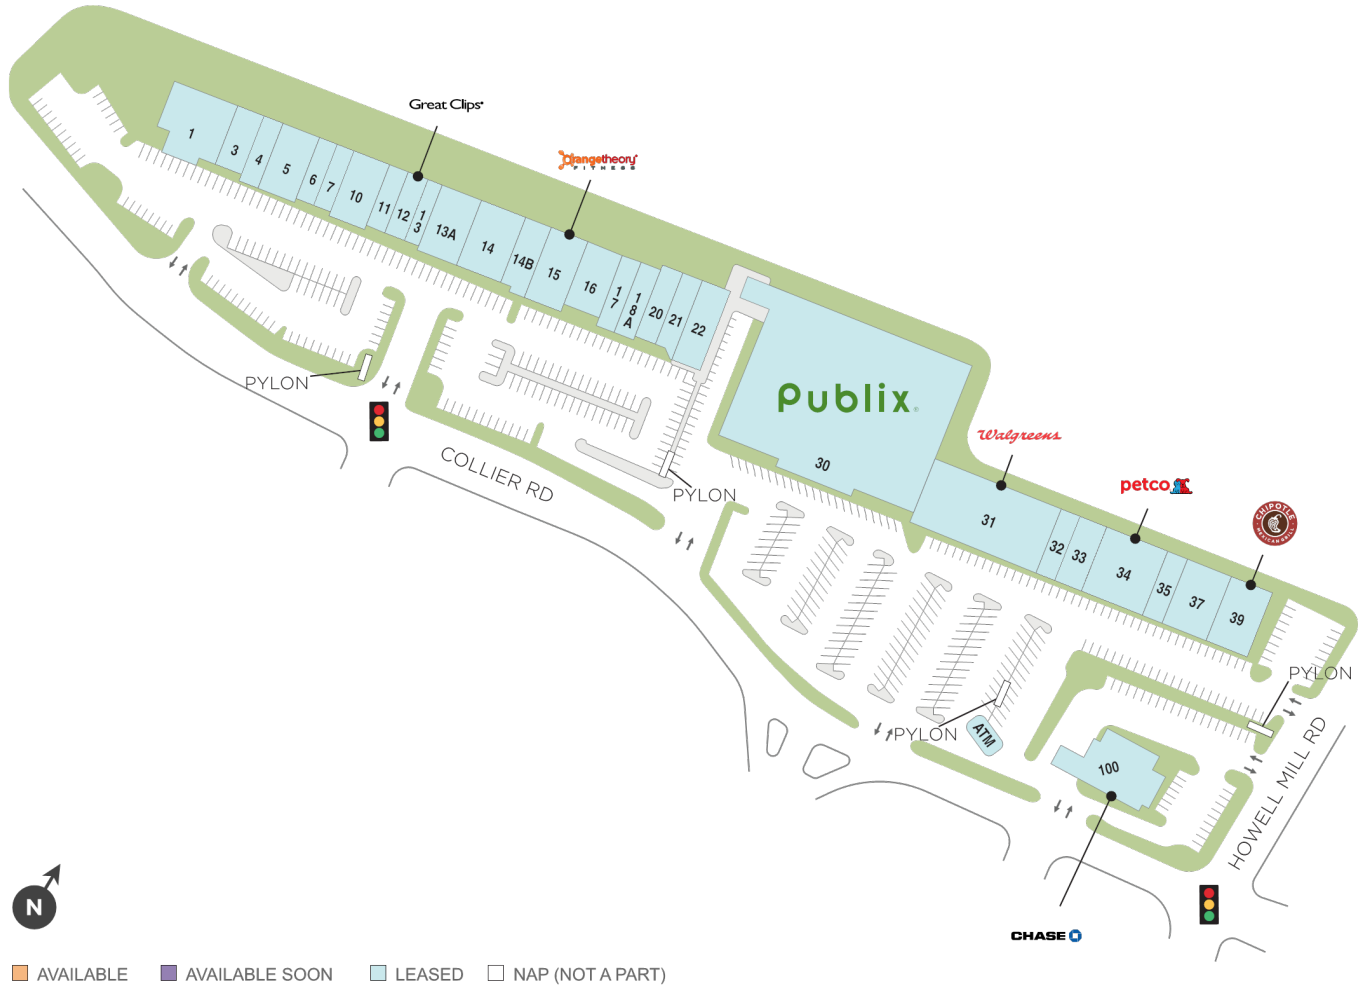 Great Clips
orangetheory
FITNESS
1
3
4
5
6
7
10
11
12
13
13A
14
14B
15
16
17
18A
20
21
22
PYLON
COLLIER RD
PYLON
Publix
30
Walgreens
31
32
33
petco
34
35
37
CHIPOTLE
MEXICAN GRILL
39
PYLON
PYLON
ATM
100
HOWELL MILL RD
CHASE
N
AVAILABLE
AVAILABLE SOON
LEASED
NAP (NOT A PART)